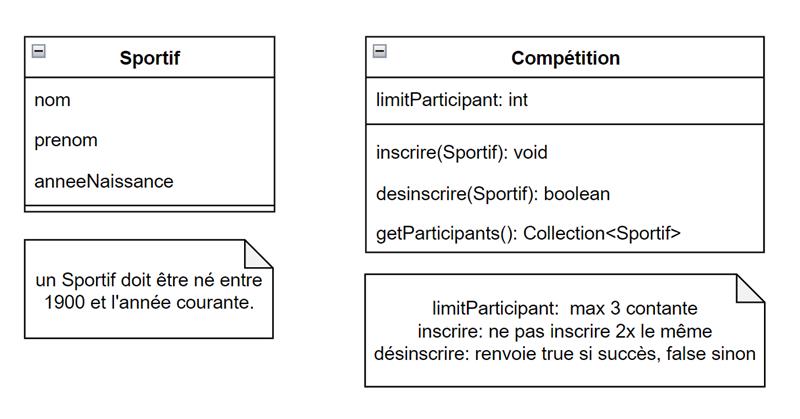 Sportif
nom
prenom
anneeNaissance
un Sportif doit être né entre
1900 et l'année courante.
Compétition
limitParticipant: int
inscrire(Sportif): void
desinscrire(Sportif): boolean
getParticipants(): Collection<Sportif>
limitParticipant: max 3 contante
inscrire: ne pas inscrire 2x le même
désinscrire: renvoie true si succès, false sinon